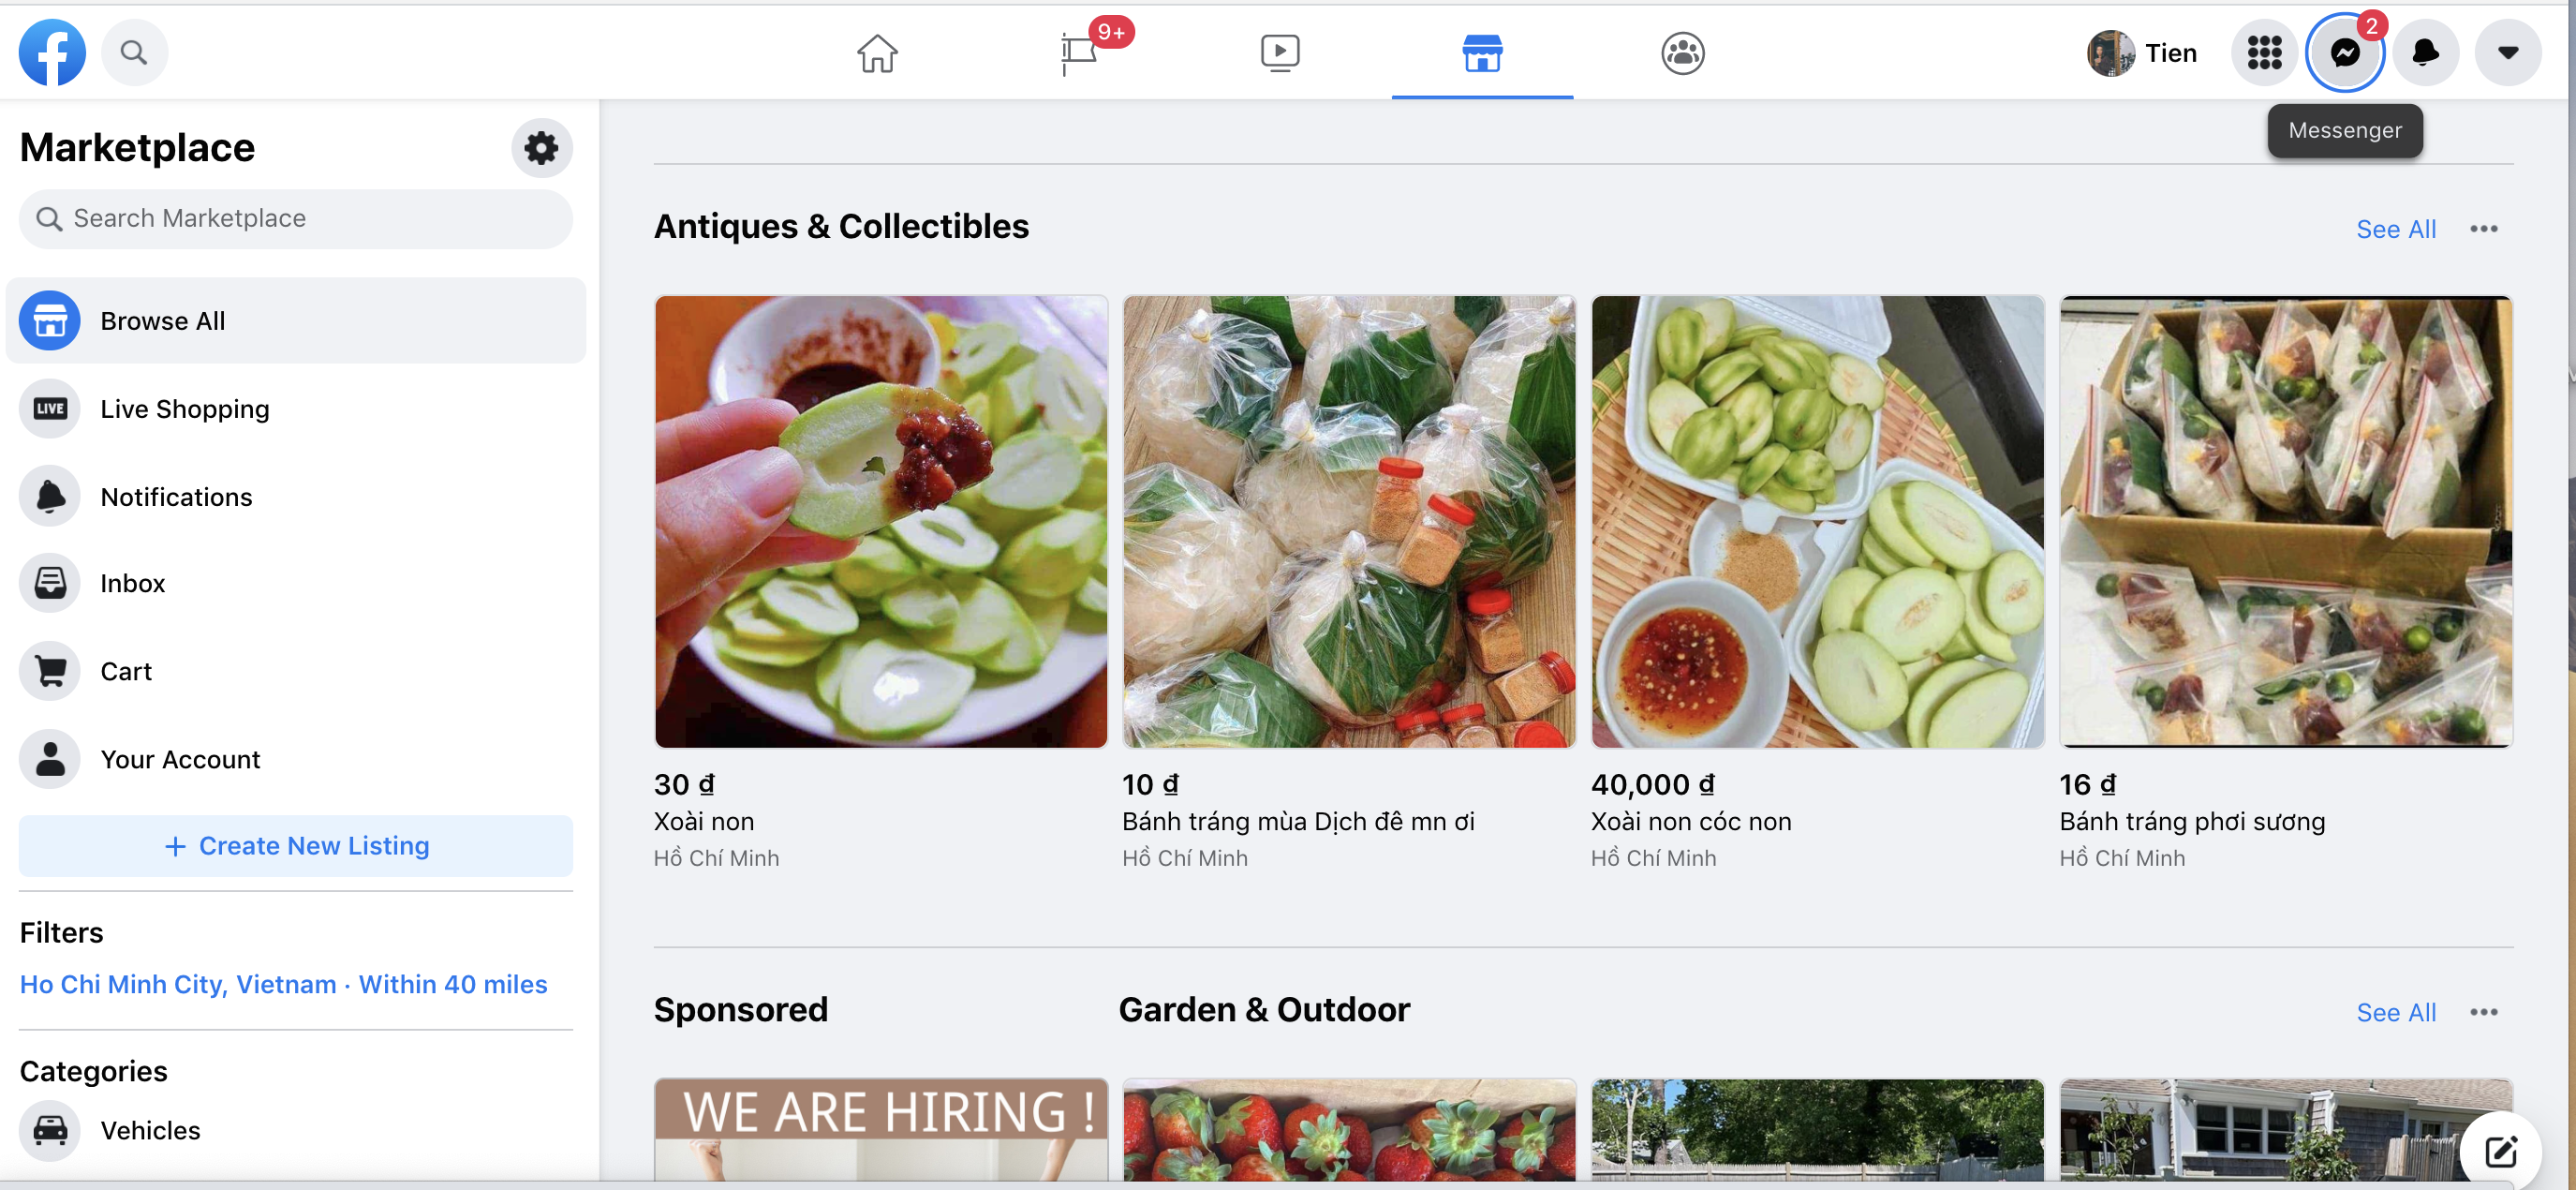 9+
Tien
2
Messenger
Marketplace
Search Marketplace
Browse All
LIVE
Live Shopping
Notifications
Inbox
Cart
Your Account
+ Create New Listing
Filters
Ho Chi Minh City, Vietnam · Within 40 miles
Categories
Vehicles
Antiques & Collectibles
See All
30 ₫
Xoài non
Hồ Chí Minh
10 ₫
Bánh tráng mùa Dịch đê mn ơi
Hồ Chí Minh
40,000 ₫
Xoài non cóc non
Hồ Chí Minh
16 ₫
Bánh tráng phơi sương
Hồ Chí Minh
Sponsored
Garden & Outdoor
See All
WE ARE HIRING !